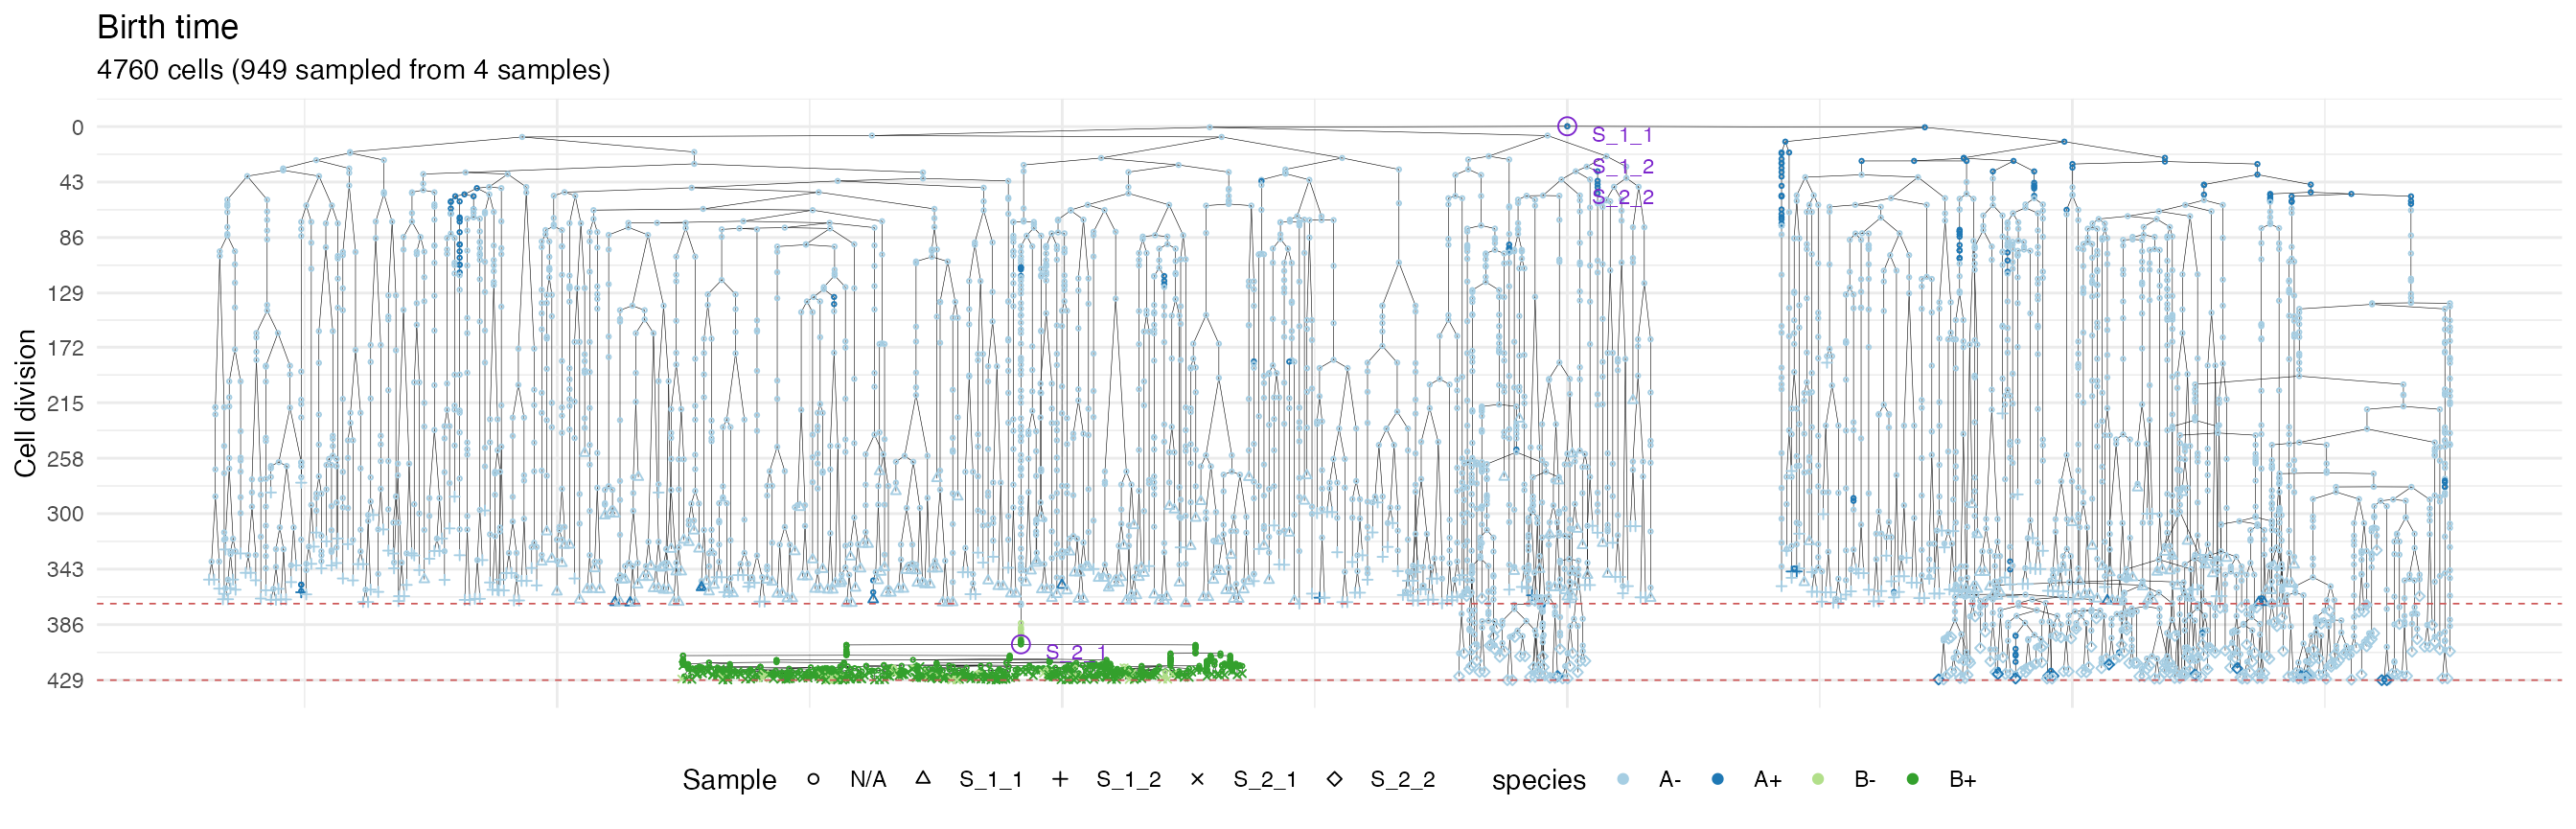 Birth time
4760 cells (949 sampled from 4 samples)
Cell division
0
43
86
129
172
215
258
300
343
386
429
S_1_1
S_1_2
S_2_2
S_2_1
Sample N/A S_1_1 S_1_2 S_2_1 S_2_2 species A- A+ B- B+